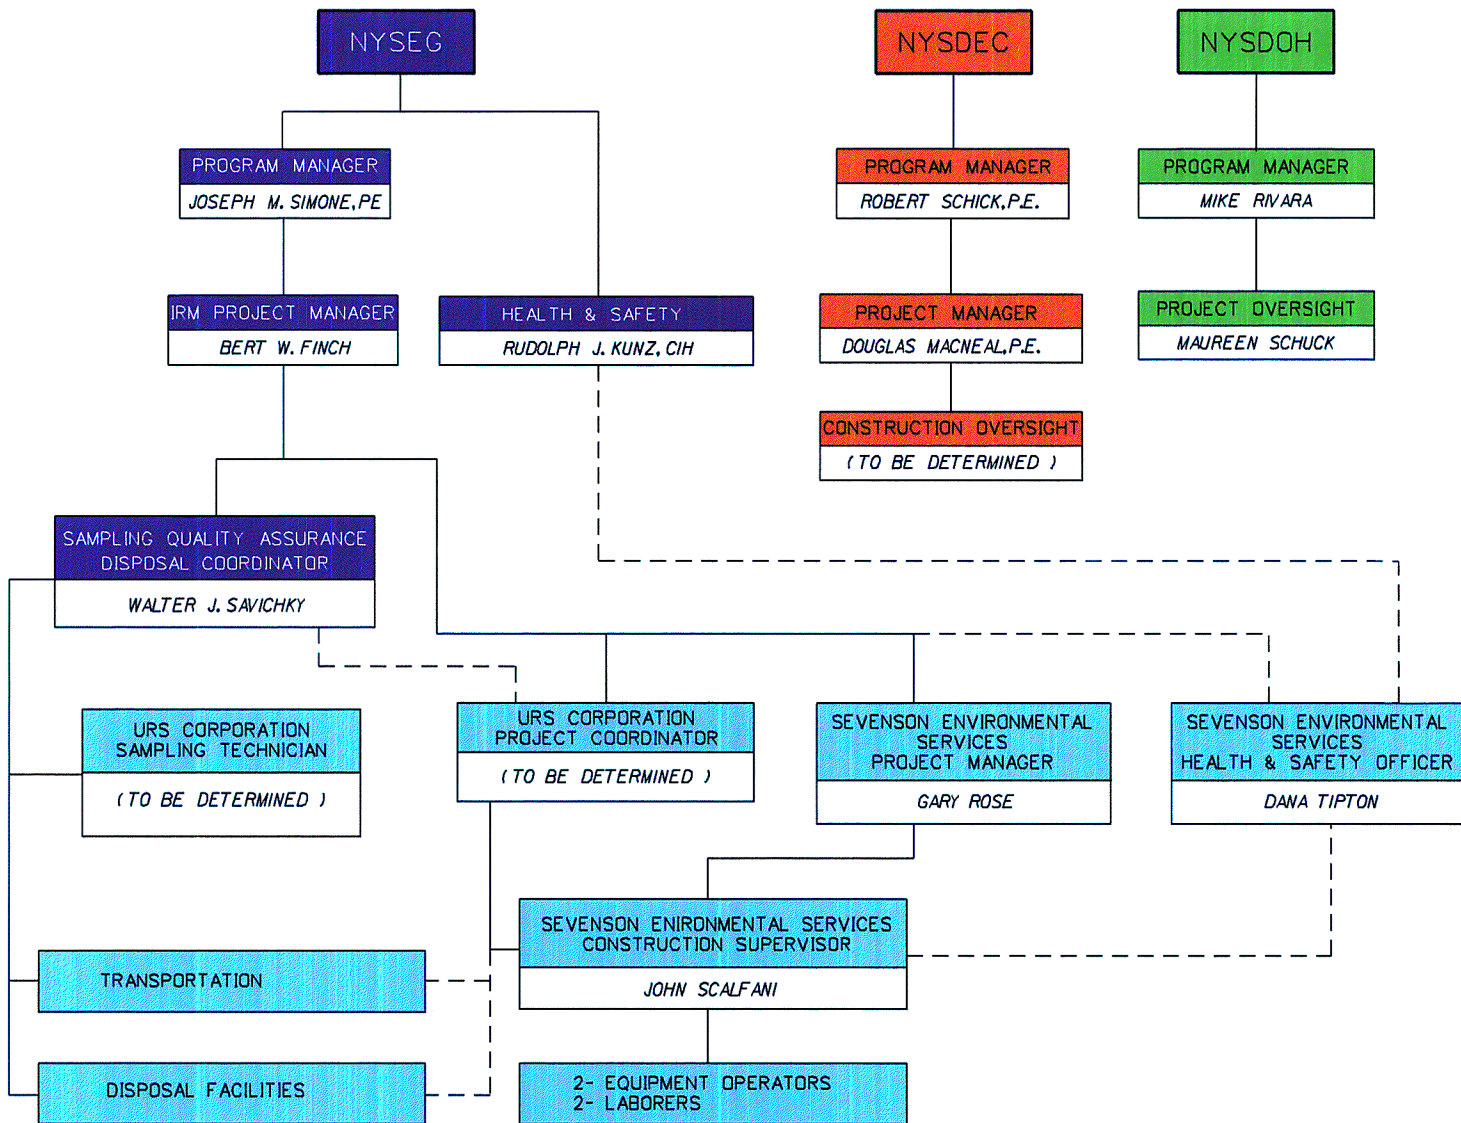 NYSEG
NYSDEC
NYSDOH
PROGRAM MANAGER
JOSEPH M. SIMONE, PE
PROGRAM MANAGER
ROBERT SCHICK, P.E.
PROGRAM MANAGER
MIKE RIVARA
IRM PROJECT MANAGER
BERT W. FINCH
HEALTH & SAFETY
RUDOLPH J. KUNZ, CIH
PROJECT MANAGER
DOUGLAS MACNEAL, P.E.
PROJECT OVERSIGHT
MAUREEN SCHUCK
CONSTRUCTION OVERSIGHT
( TO BE DETERMINED )
SAMPLING QUALITY ASSURANCE
DISPOSAL COORDINATOR
WALTER J. SAVICHKY
URS CORPORATION
SAMPLING TECHNICIAN
( TO BE DETERMINED )
URS CORPORATION
PROJECT COORDINATOR
( TO BE DETERMINED )
SEVENSON ENVIRONMENTAL
SERVICES
PROJECT MANAGER
GARY ROSE
SEVENSON ENVIRONMENTAL
SERVICES
HEALTH & SAFETY OFFICER
DANA TIPTON
SEVENSON ENIRONMENTAL SERVICES
CONSTRUCTION SUPERVISOR
JOHN SCALFANI
TRANSPORTATION
DISPOSAL FACILITIES
2- EQUIPMENT OPERATORS
2- LABORERS